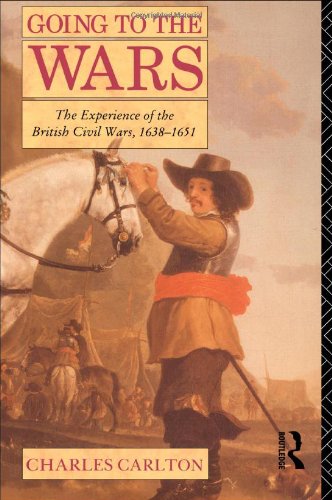 GOING TO THE
WARS
The Experience of the
British Civil Wars, 1638–1651
ROUTLEDGE
CHARLES CARLTON